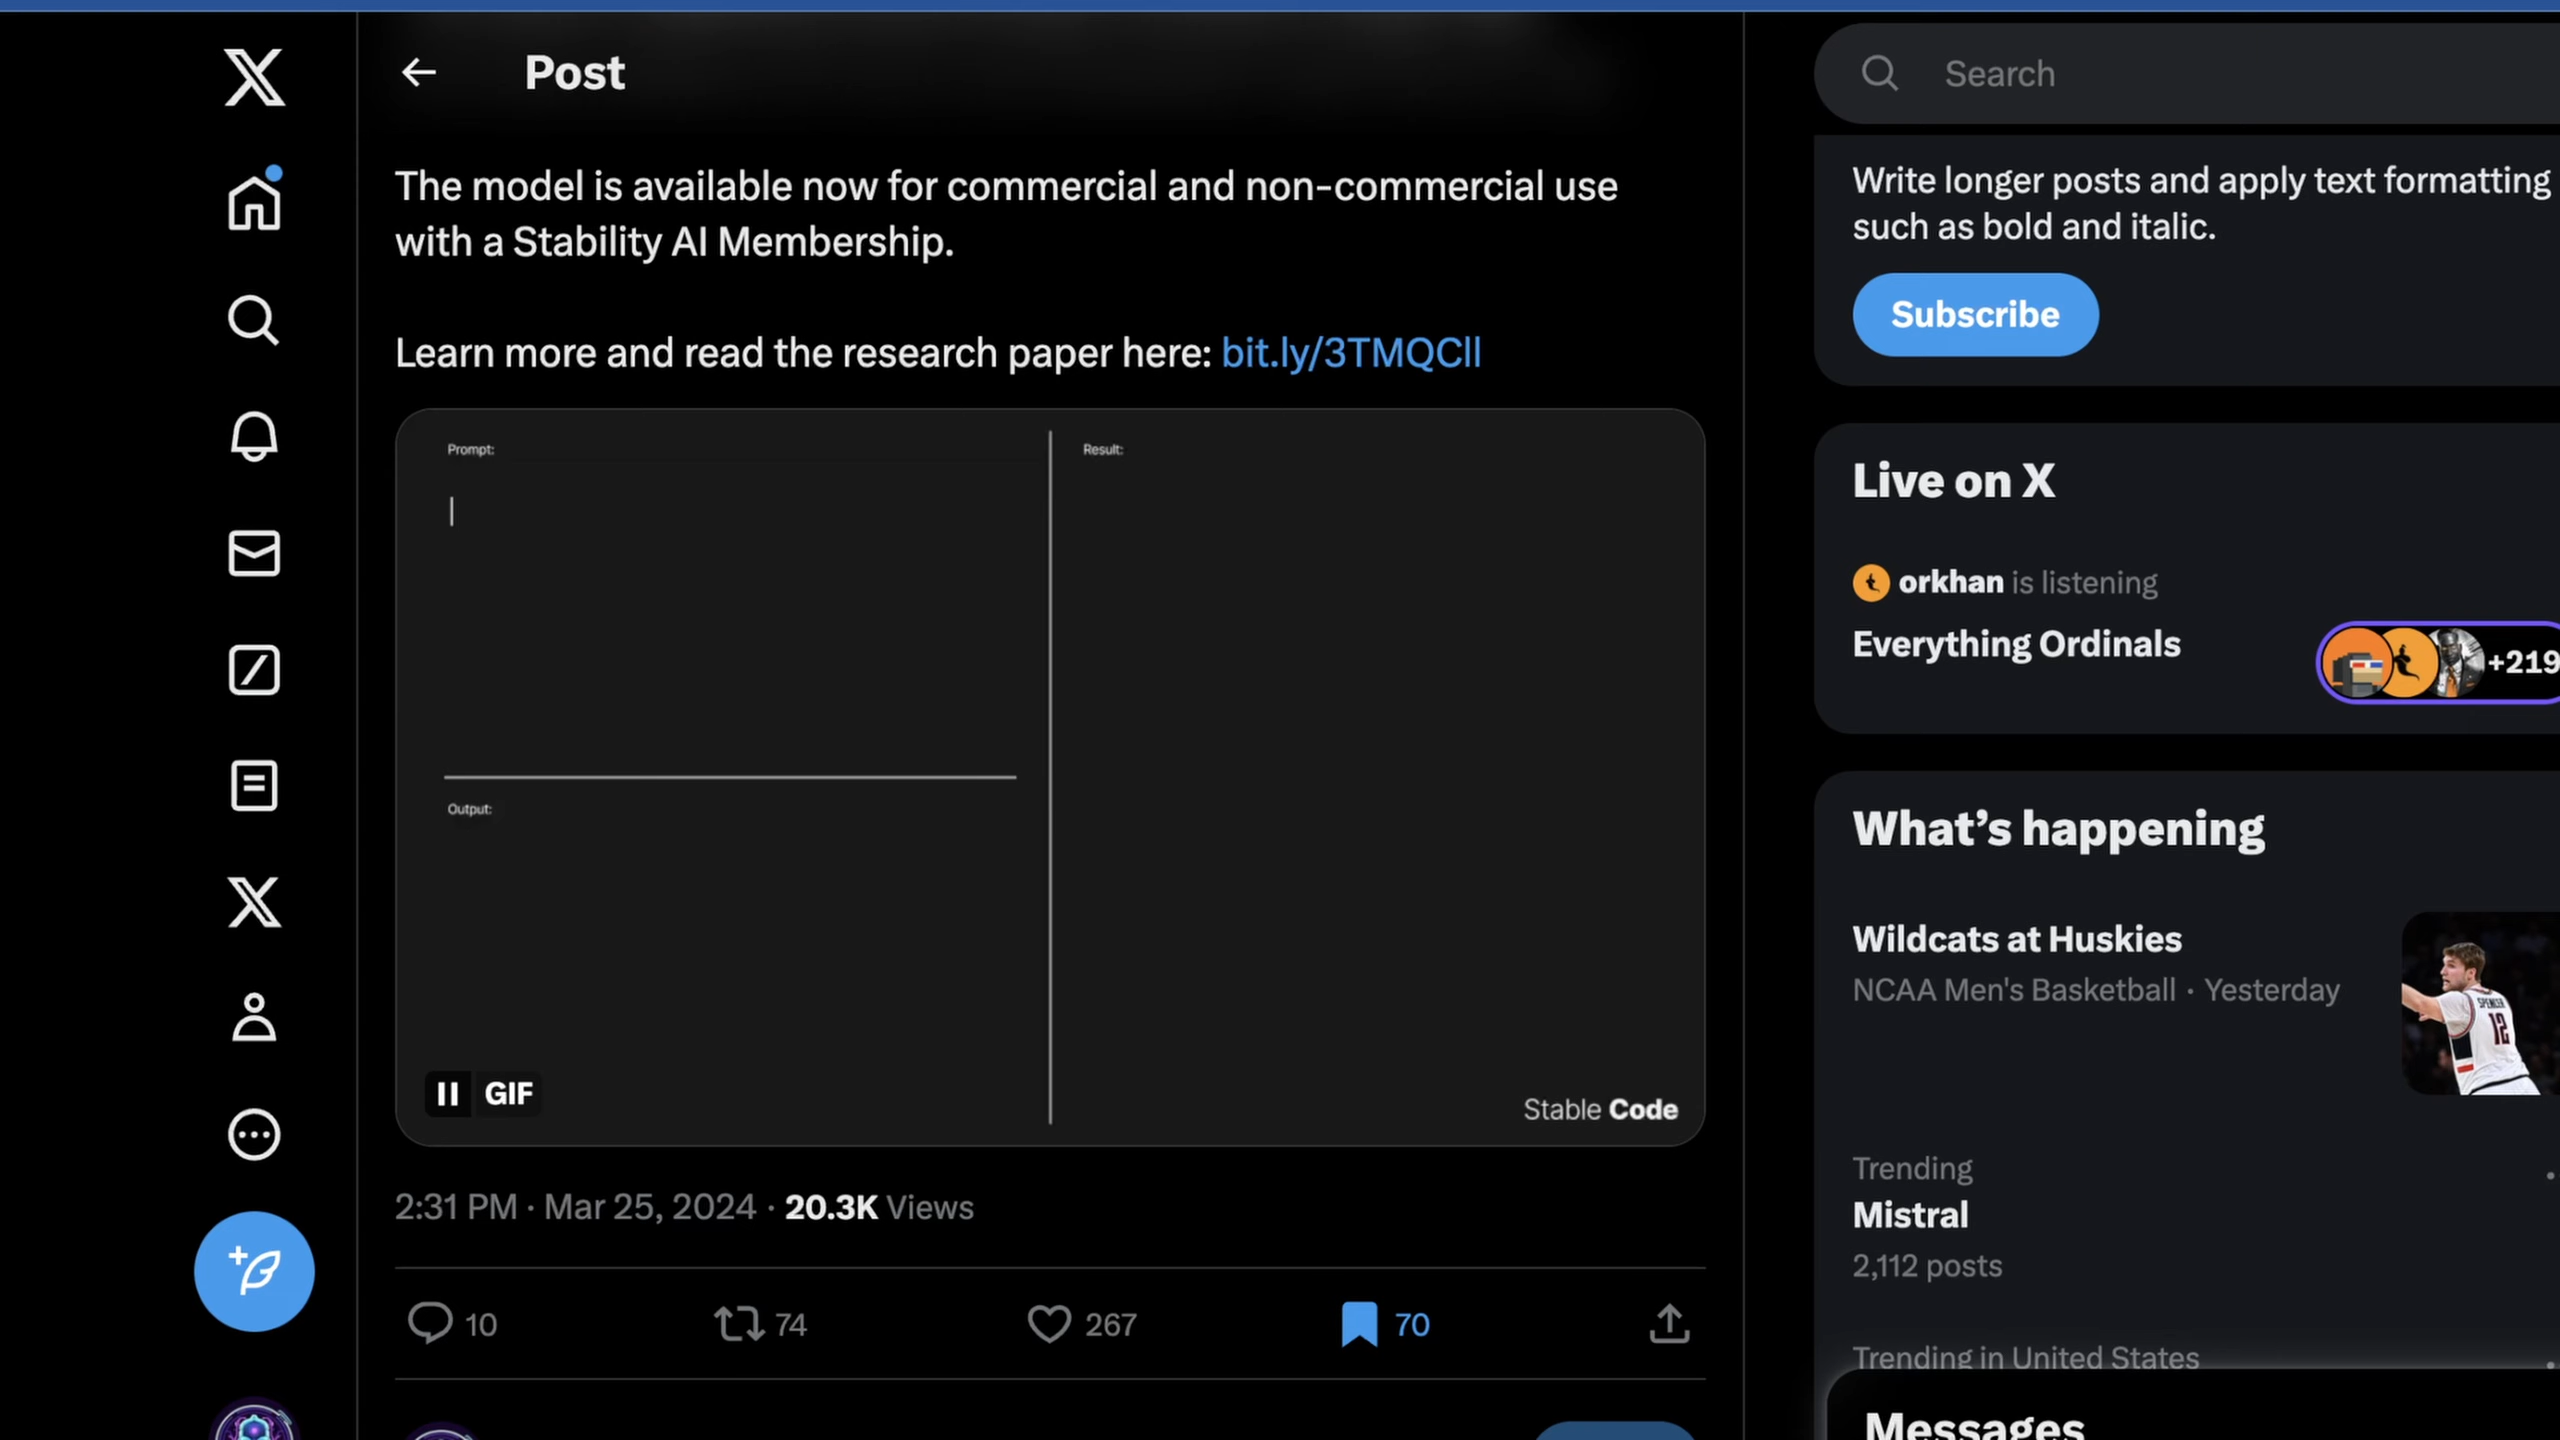 Post
The model is available now for commercial and non-commercial use
with a Stability AI Membership.
Learn more and read the research paper here: bit.ly/3TMQCll
Prompt:
Result:
Output:
GIF
Stable Code
2:31 PM · Mar 25, 2024 · 20.3K Views
10
74
267
70
Search
Write longer posts and apply text formatting
such as bold and italic.
Subscribe
Live on X
orkhan is listening
Everything Ordinals
+219
What's happening
Wildcats at Huskies
NCAA Men's Basketball · Yesterday
SPENCER
12
Trending
Mistral
2,112 posts
Trending in United States
Messages